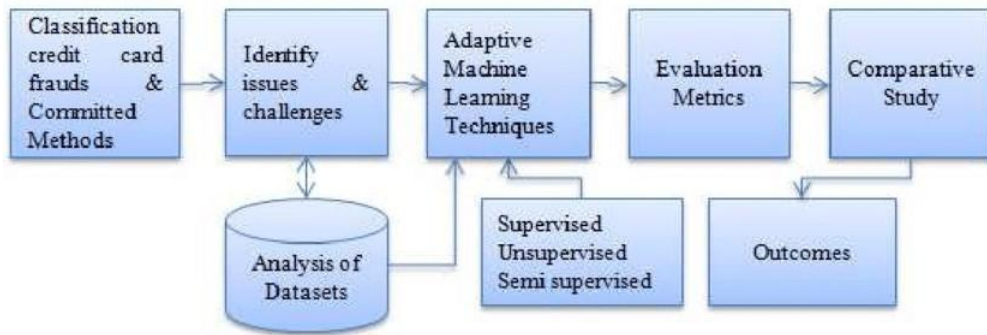 Classification
credit card
frauds &
Committed
Methods
Identify
issues &
challenges
Adaptive
Machine
Learning
Techniques
Evaluation
Metrics
Comparative
Study
Analysis of
Datasets
Supervised
Unsupervised
Semi supervised
Outcomes